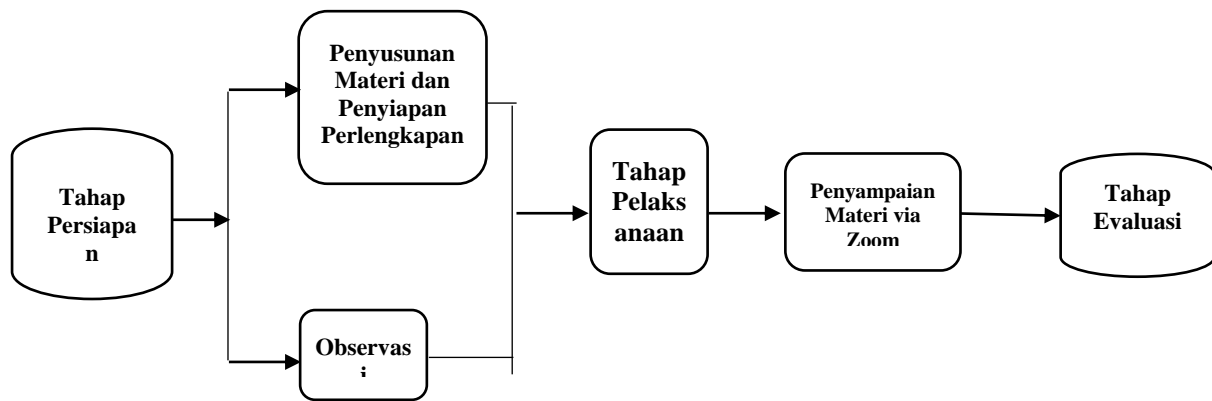 Tahap
Persiapa
n
Penyusunan
Materi dan
Penyiapan
Perlengkapan
Observas
i
Tahap
Pelaks
anaan
Penyampaian
Materi via
Zoom
Tahap
Evaluasi